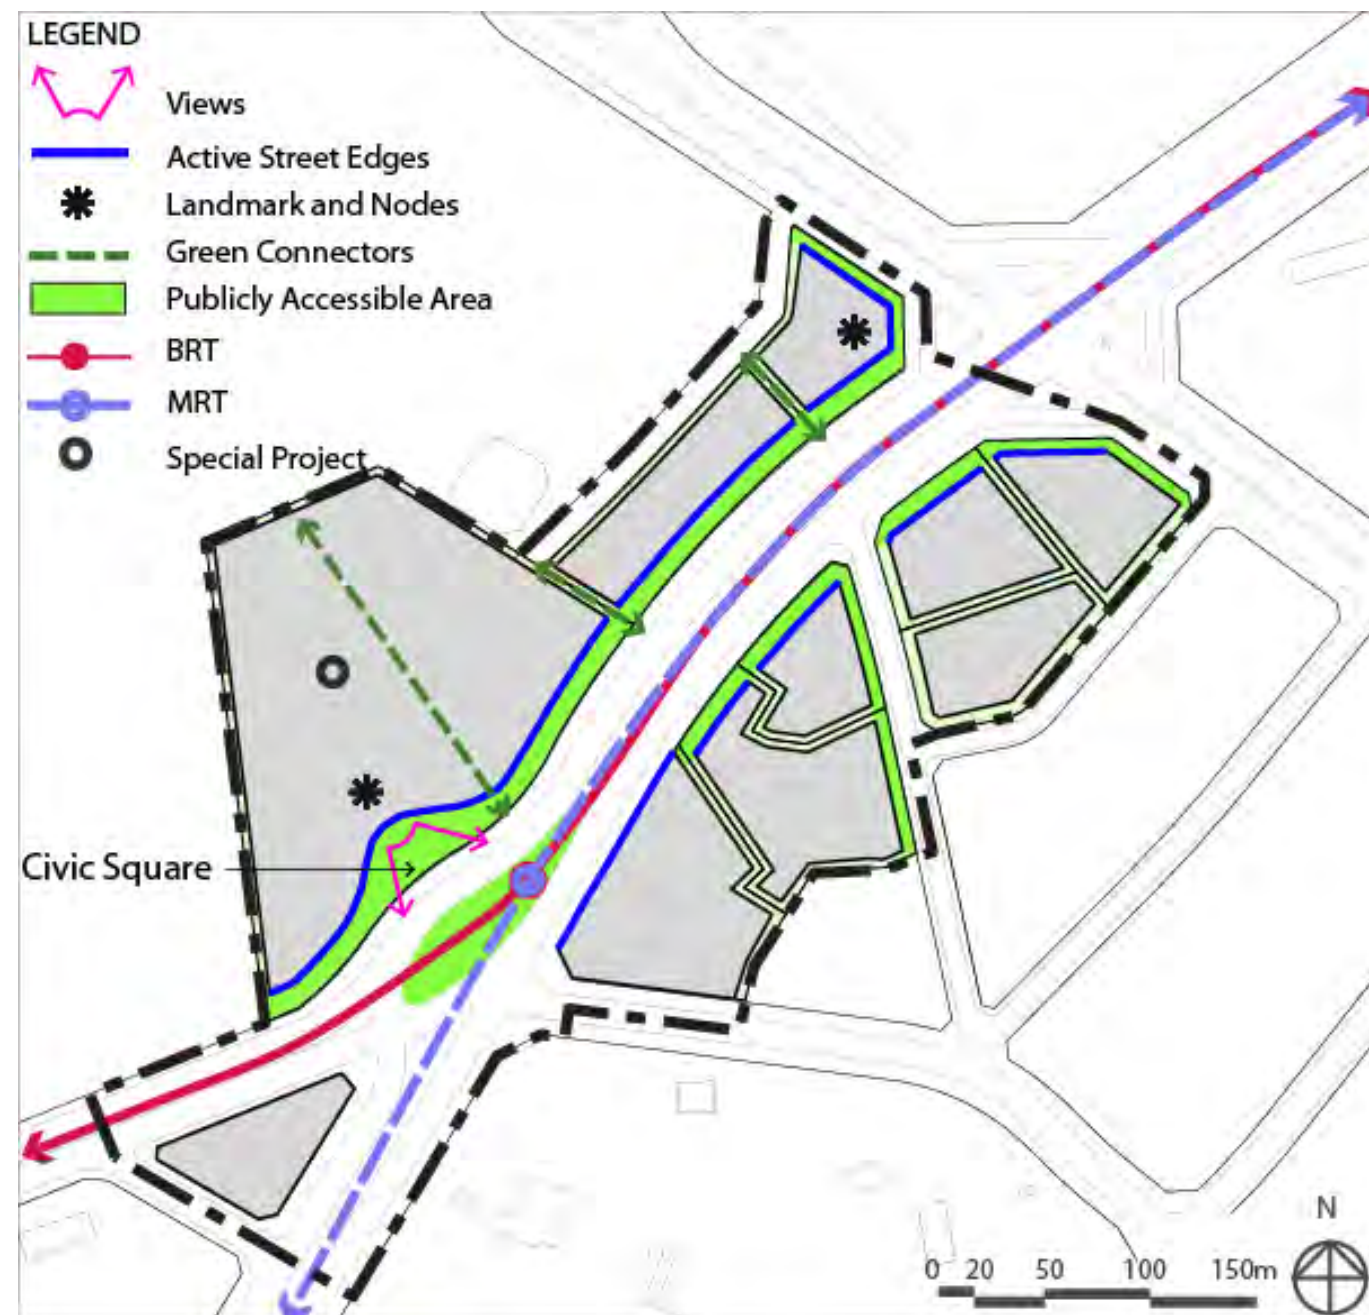 LEGEND
Views
Active Street Edges
Landmark and Nodes
Green Connectors
Publicly Accessible Area
BRT
MRT
Special Project
Civic Square
N
0 20 50 100 150m